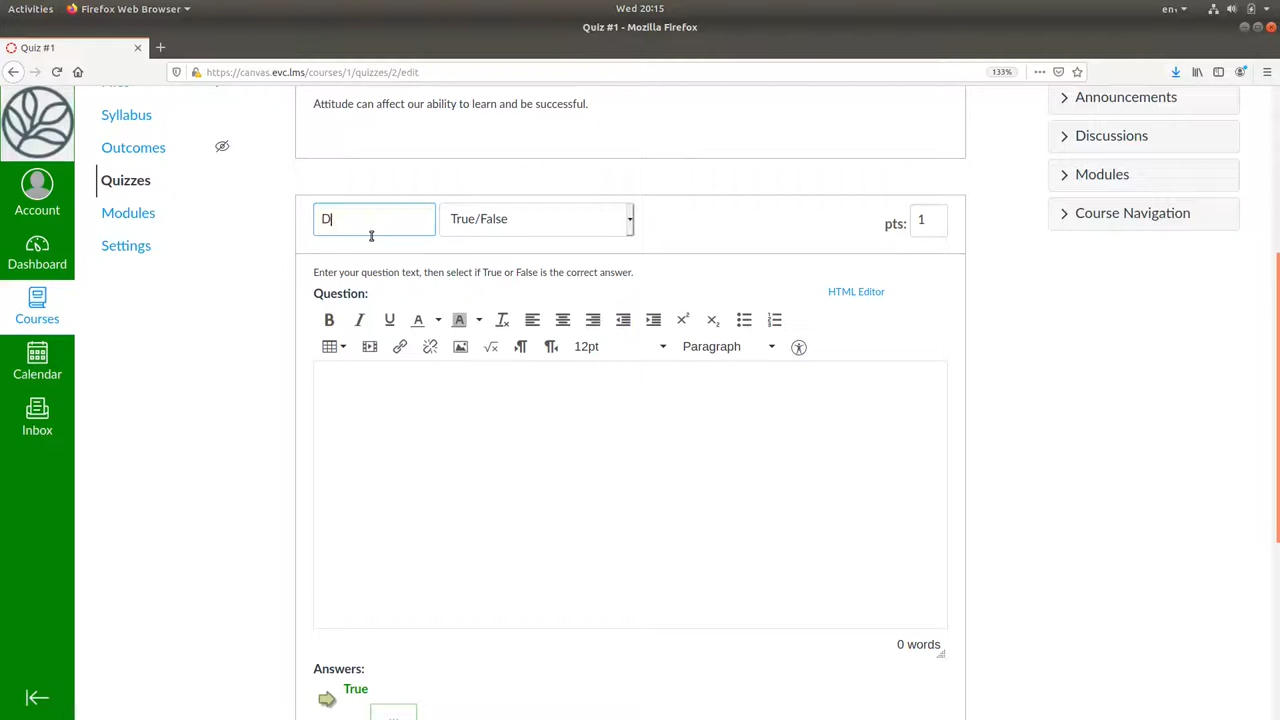 Activities
Firefox Web Browser
Wed 20:15
en
Quiz #1 - Mozilla Firefox
Quiz #1
https://canvas.evc.lms/courses/1/quizzes/2/edit
133%
Syllabus
Outcomes
Quizzes
Modules
Settings
Account
Dashboard
Courses
Calendar
Inbox
Attitude can affect our ability to learn and be successful.
D
True/False
pts: 1
Enter your question text, then select if True or False is the correct answer.
Question:
HTML Editor
12pt
Paragraph
0 words
Answers:
True
Announcements
Discussions
Modules
Course Navigation